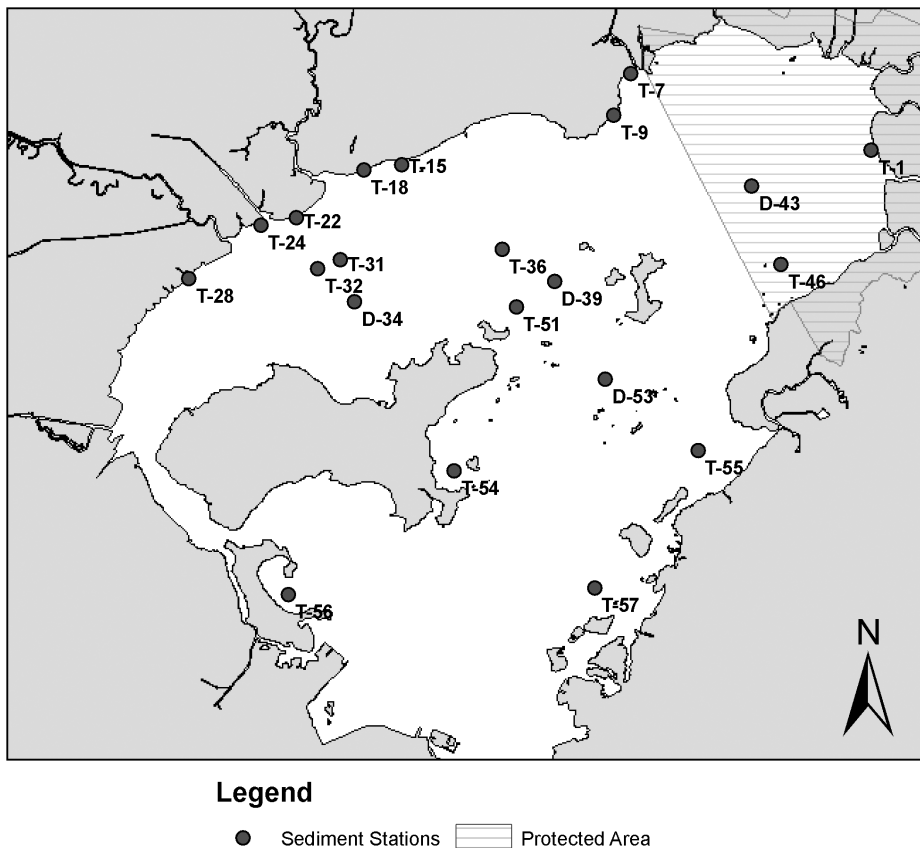 T-7
T-9
T-1
T-15
T-18
D-43
T-22
T-24
T-36
T-31
T-46
T-32
D-39
T-28
D-34
T-51
D-53
T-55
T-54
T-56
T-57
N
Legend
Sediment Stations
Protected Area